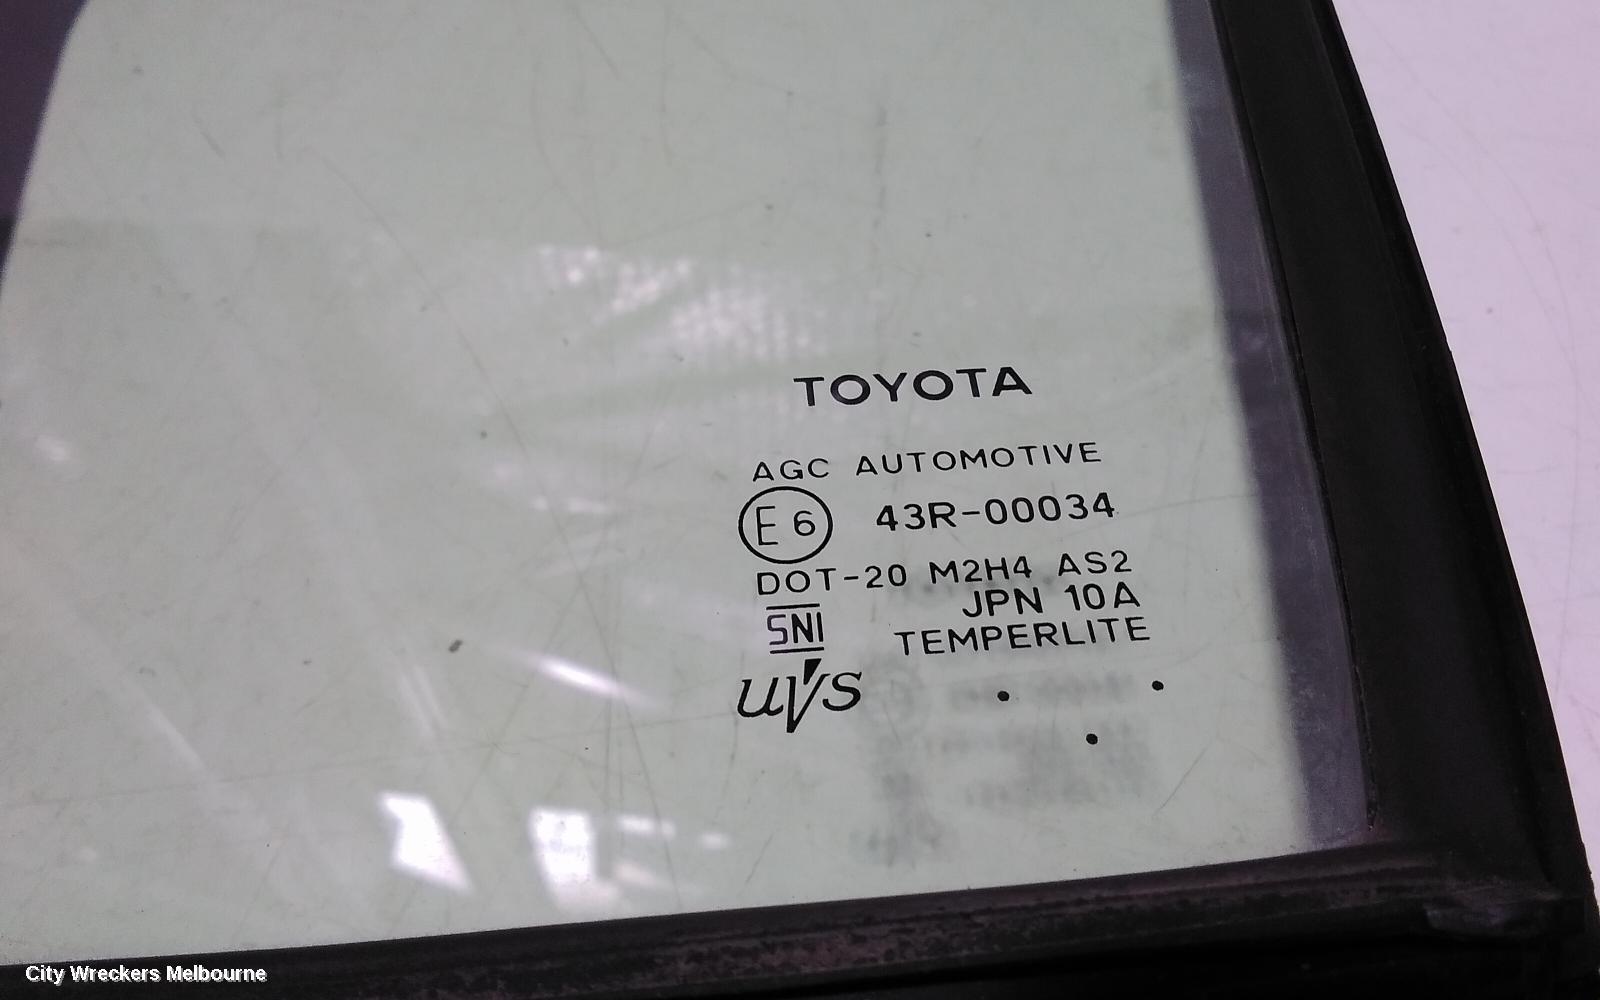 TOYOTA
AGC AUTOMOTIVE
E6 43R-00034
DOT-20 M2H4 AS2
JPN 10A
SNI TEMPERLITE
uvs
City Wreckers Melbourne